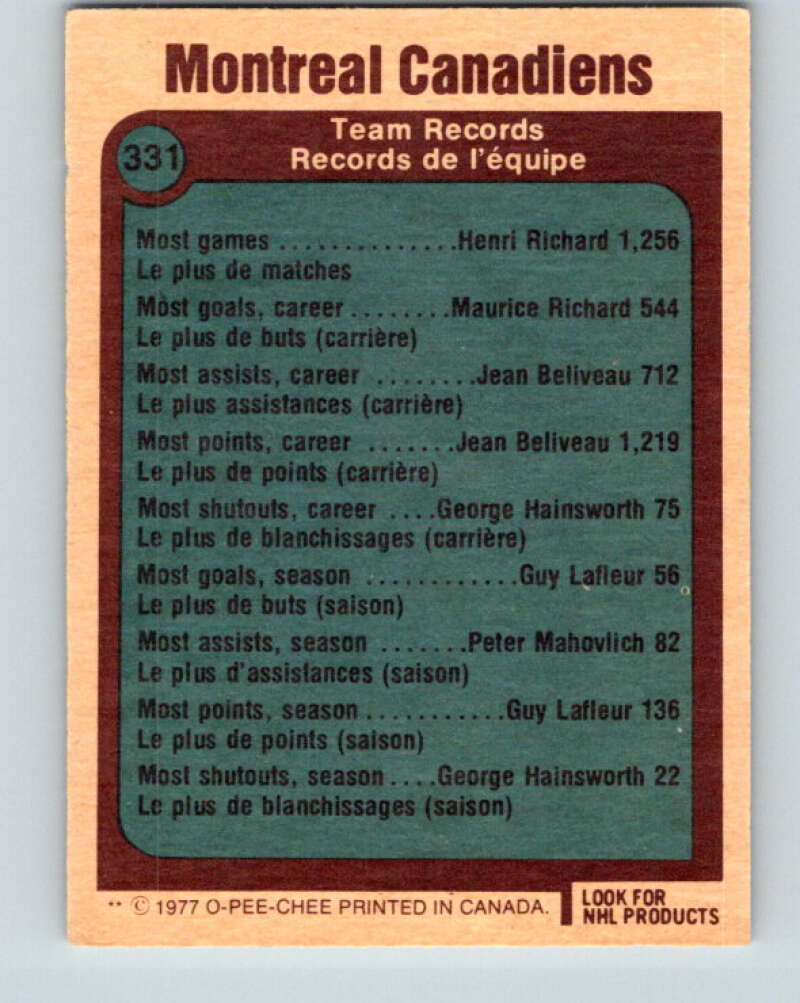 Montreal Canadiens
331
Team Records
Records de l'équipe
Most games ..............Henri Richard 1,256
Le plus de matches
Most goals, career ........Maurice Richard 544
Le plus de buts (carrière)
Most assists, career ........Jean Beliveau 712
Le plus assistances (carrière)
Most points, career .......Jean Beliveau 1,219
Le plus de points (carrière)
Most shutouts, career ....George Hainsworth 75
Le plus de blanchissages (carrière)
Most goals, season ............Guy Lafleur 56
Le plus de buts (saison)
Most assists, season .......Peter Mahovlich 82
Le plus d'assistances (saison)
Most points, season ...........Guy Lafleur 136
Le plus de points (saison)
Most shutouts, season ....George Hainsworth 22
Le plus de blanchissages (saison)
** © 1977 O-PEE-CHEE PRINTED IN CANADA.
LOOK FOR
NHL PRODUCTS